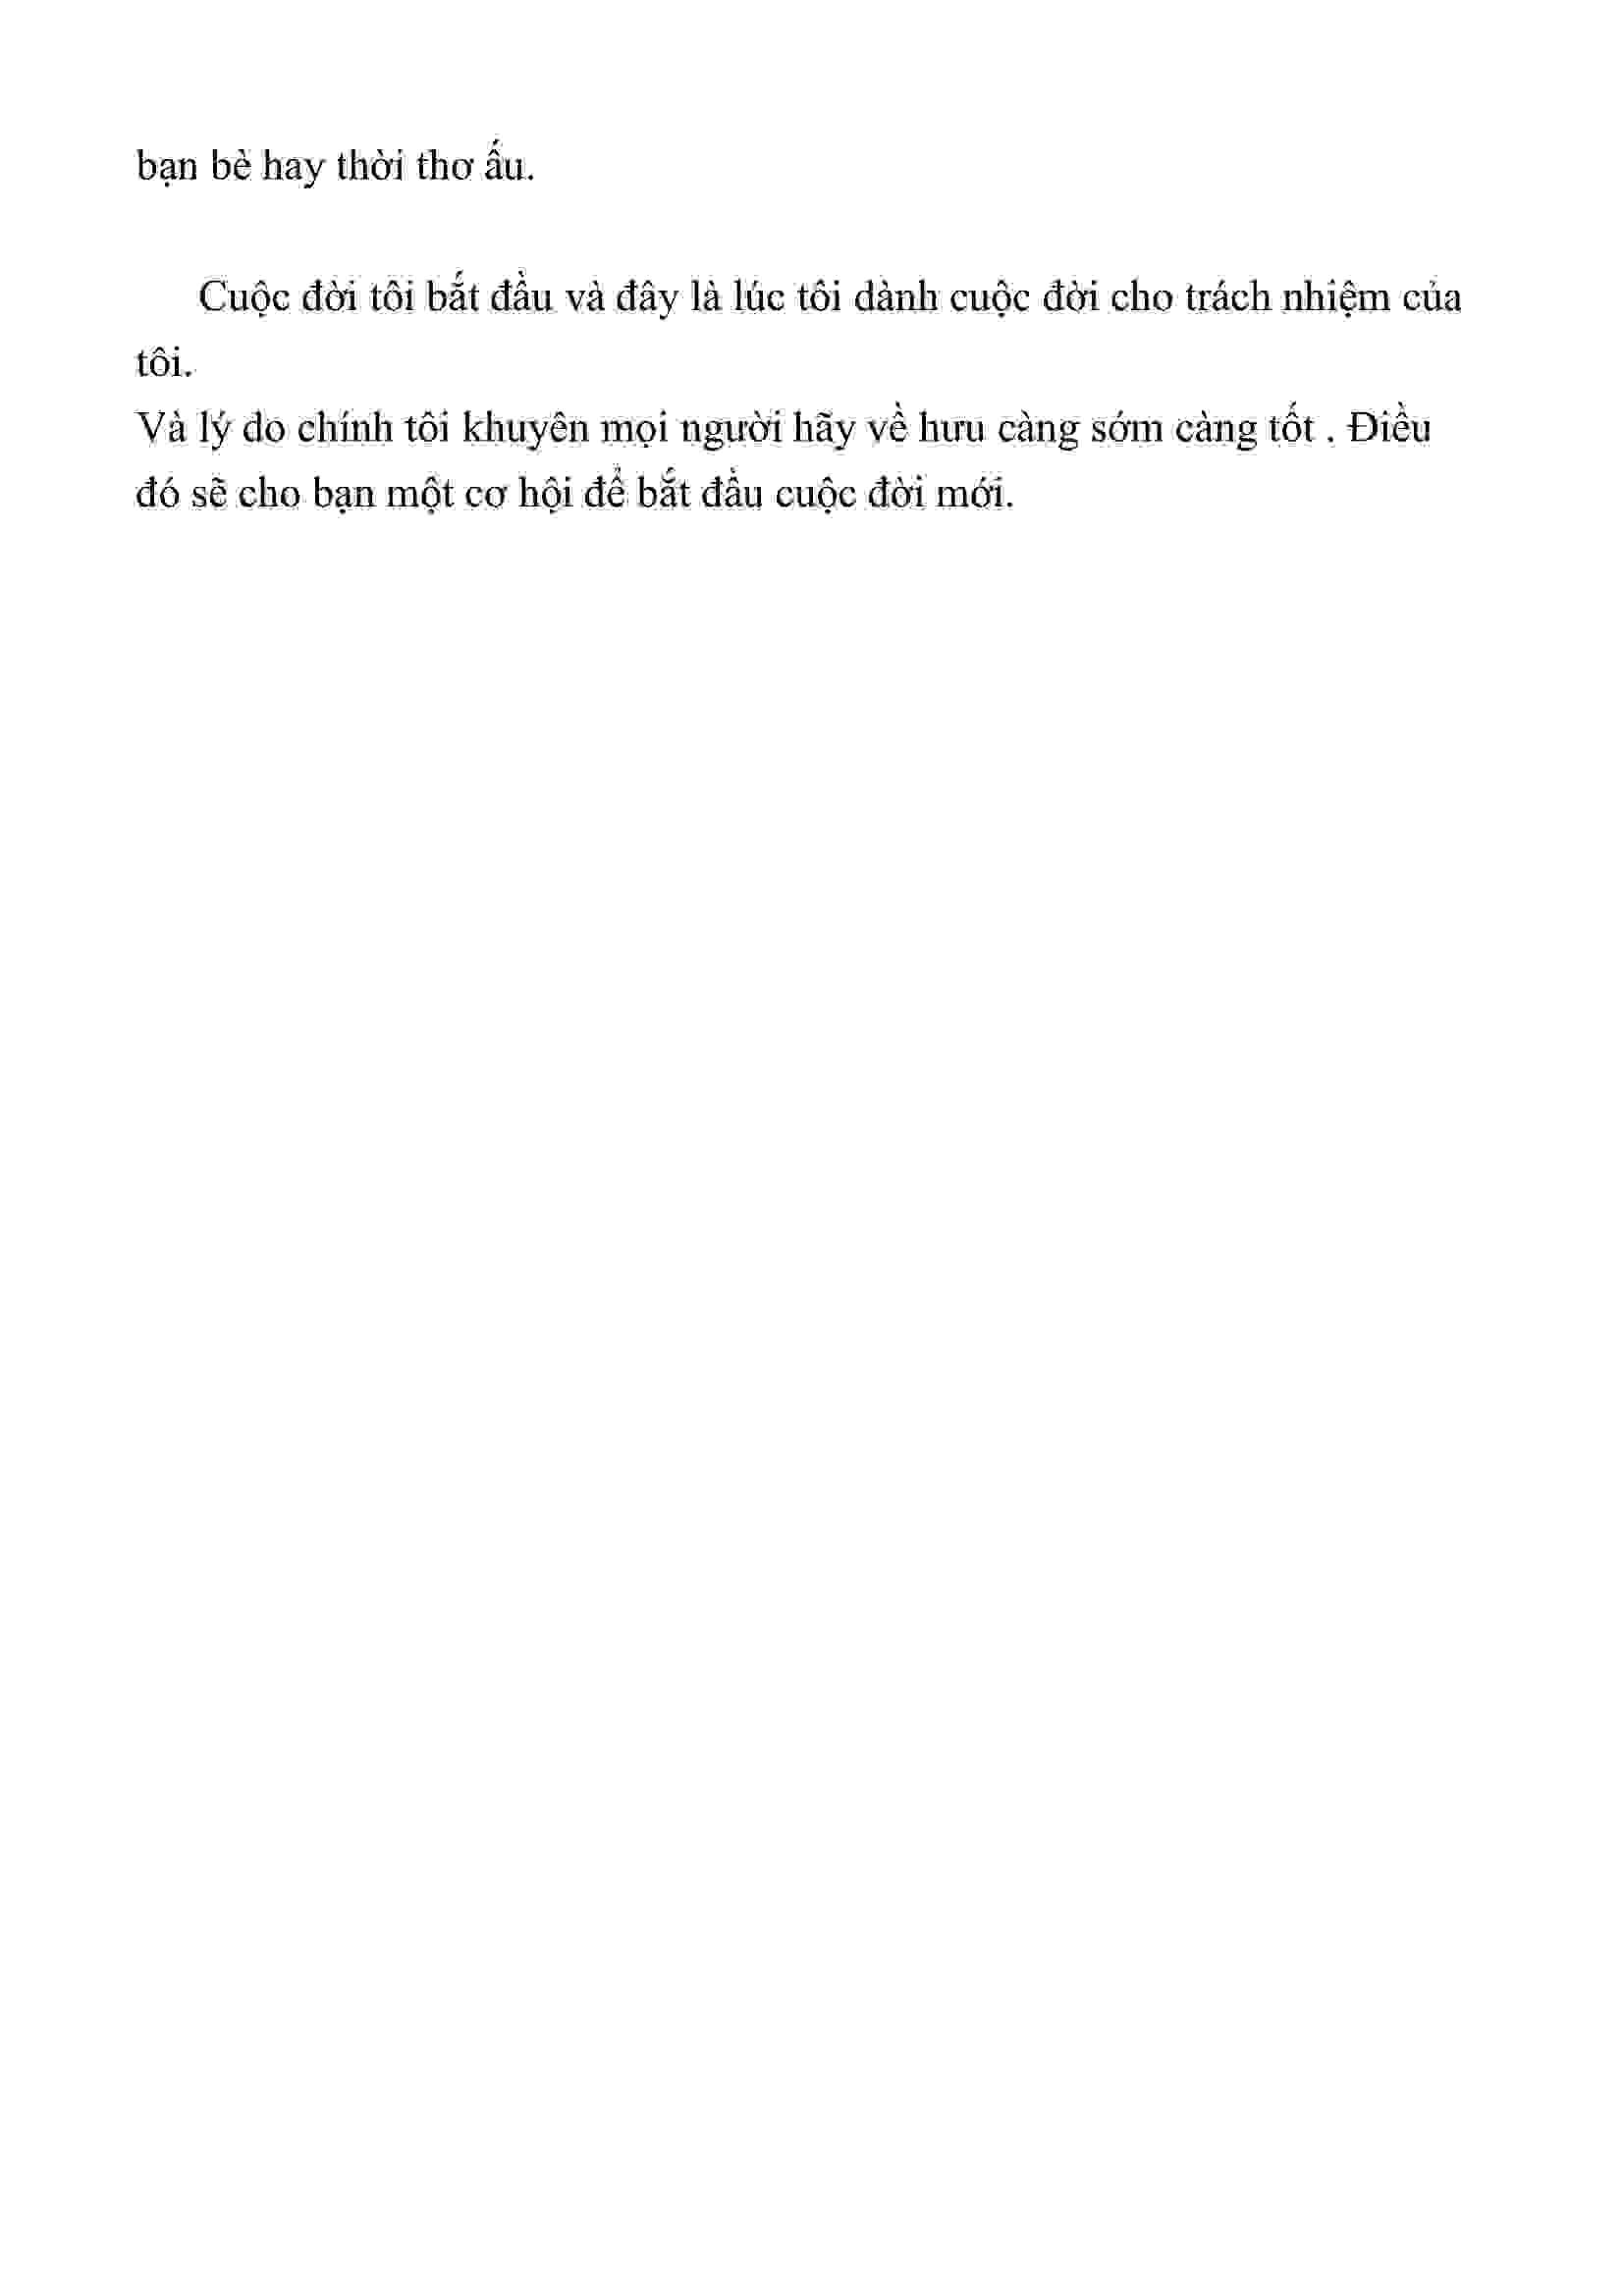 bạn bè hay thời thơ ấu.
Cuộc đời tôi bắt đầu và đây là lúc tôi dành cuộc đời cho trách nhiệm của
tôi.
Và lý do chính tôi khuyên mọi người hãy về hưu càng sớm càng tốt . Điều
đó sẽ cho bạn một cơ hội để bắt đầu cuộc đời mới.